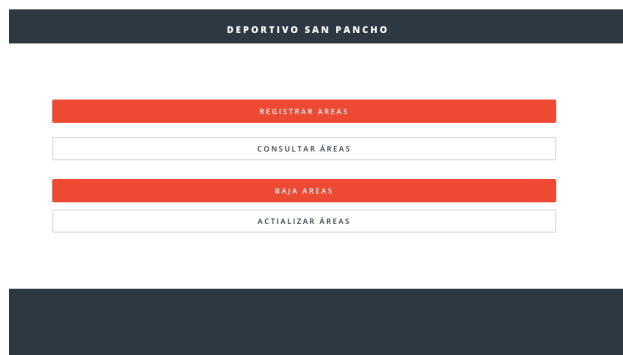 DEPORTIVO SAN PANCHO
REGISTRAR AREAS
CONSULTAR ÁREAS
BAJA AREAS
ACTIALIZAR ÁREAS